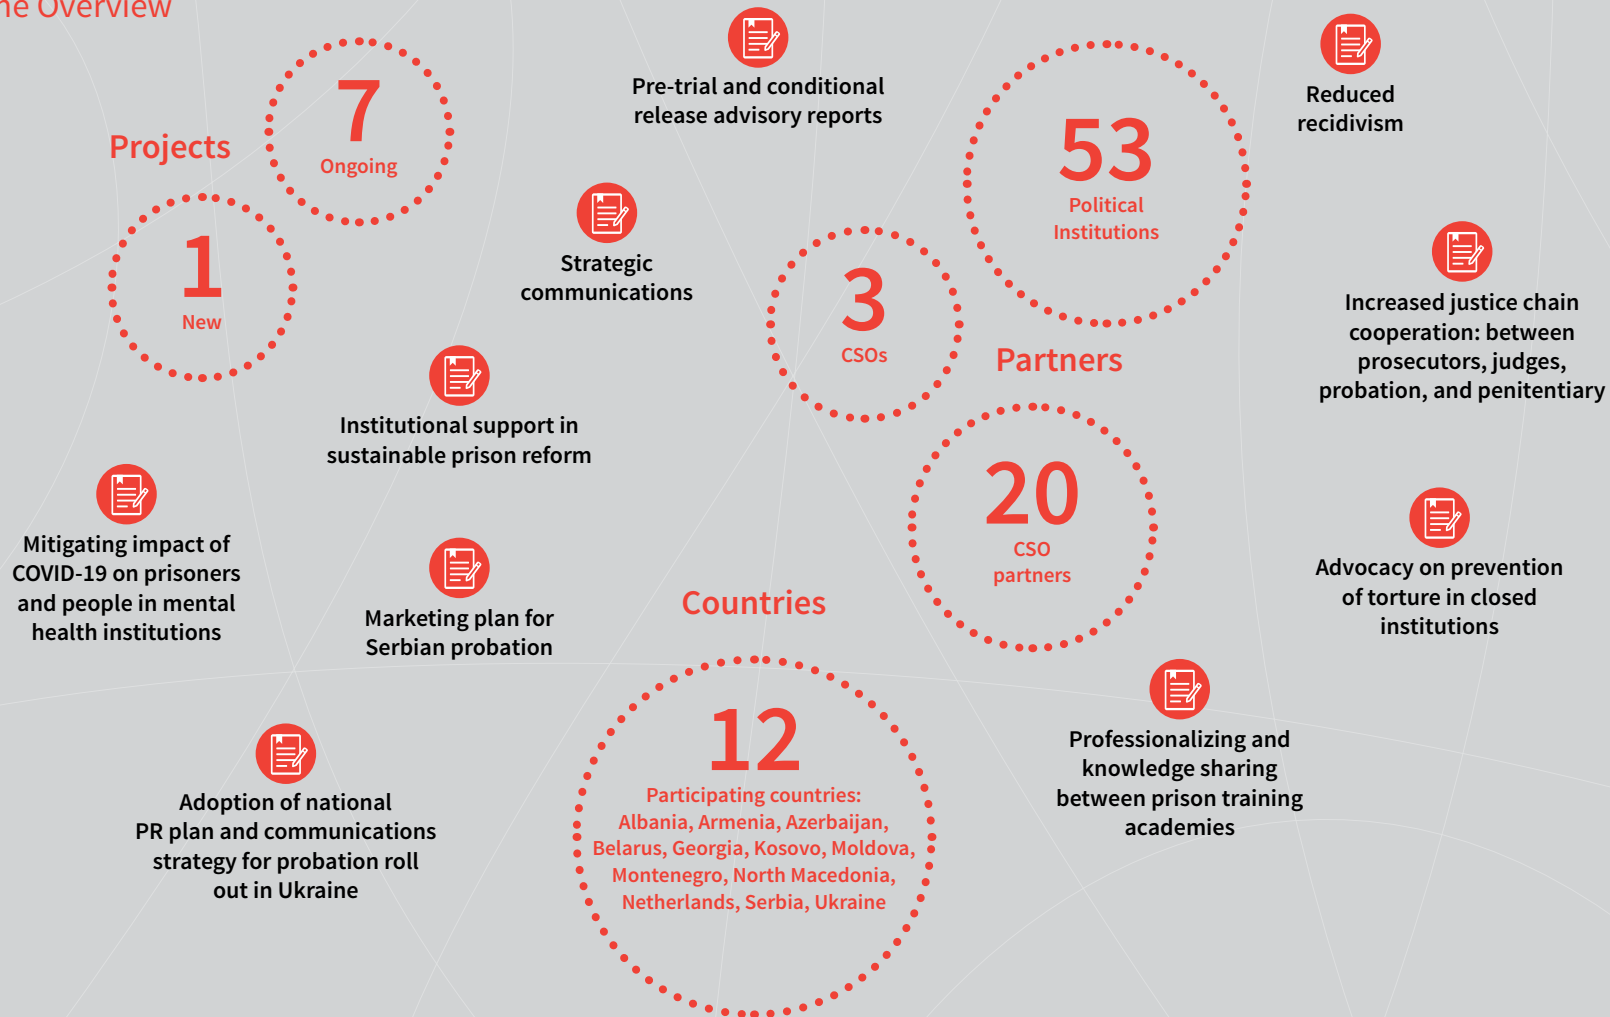 Overview
Projects
7
Ongoing
1
New
Pre-trial and conditional
release advisory reports
Strategic
communications
Institutional support in
sustainable prison reform
Mitigating impact of
COVID-19 on prisoners
and people in mental
health institutions
Marketing plan for
Serbian probation
Adoption of national
PR plan and communications
strategy for probation roll
out in Ukraine
53
Political
Institutions
3
CSOs
Partners
20
CSO
partners
Countries
12
Participating countries:
Albania, Armenia, Azerbaijan,
Belarus, Georgia, Kosovo, Moldova,
Montenegro, North Macedonia,
Netherlands, Serbia, Ukraine
Reduced
recidivism
Increased justice chain
cooperation: between
prosecutors, judges,
probation, and penitentiary
Advocacy on prevention
of torture in closed
institutions
Professionalizing and
knowledge sharing
between prison training
academies